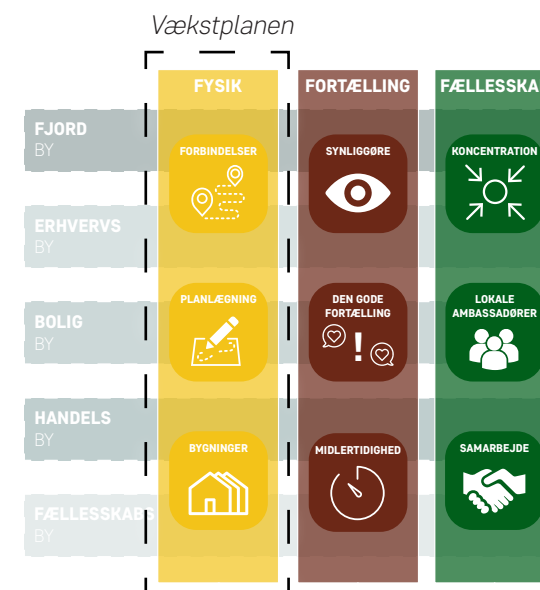 Vækstplanen
FYSIK
FORTÆLLING
FÆLLESSKA
FJORD
BY
ERHVERVS
BY
BOLIG
BY
HANDELS
BY
FÆLLESSKABS
BY
FORBINDELSER
PLANLÆGNING
BYGNINGER
SYNLIGGØRE
DEN GODE
FORTÆLLING
!
MIDLERTIDIGHED
KONCENTRATION
LOKALE
AMBASSADØRER
SAMARBEJDE